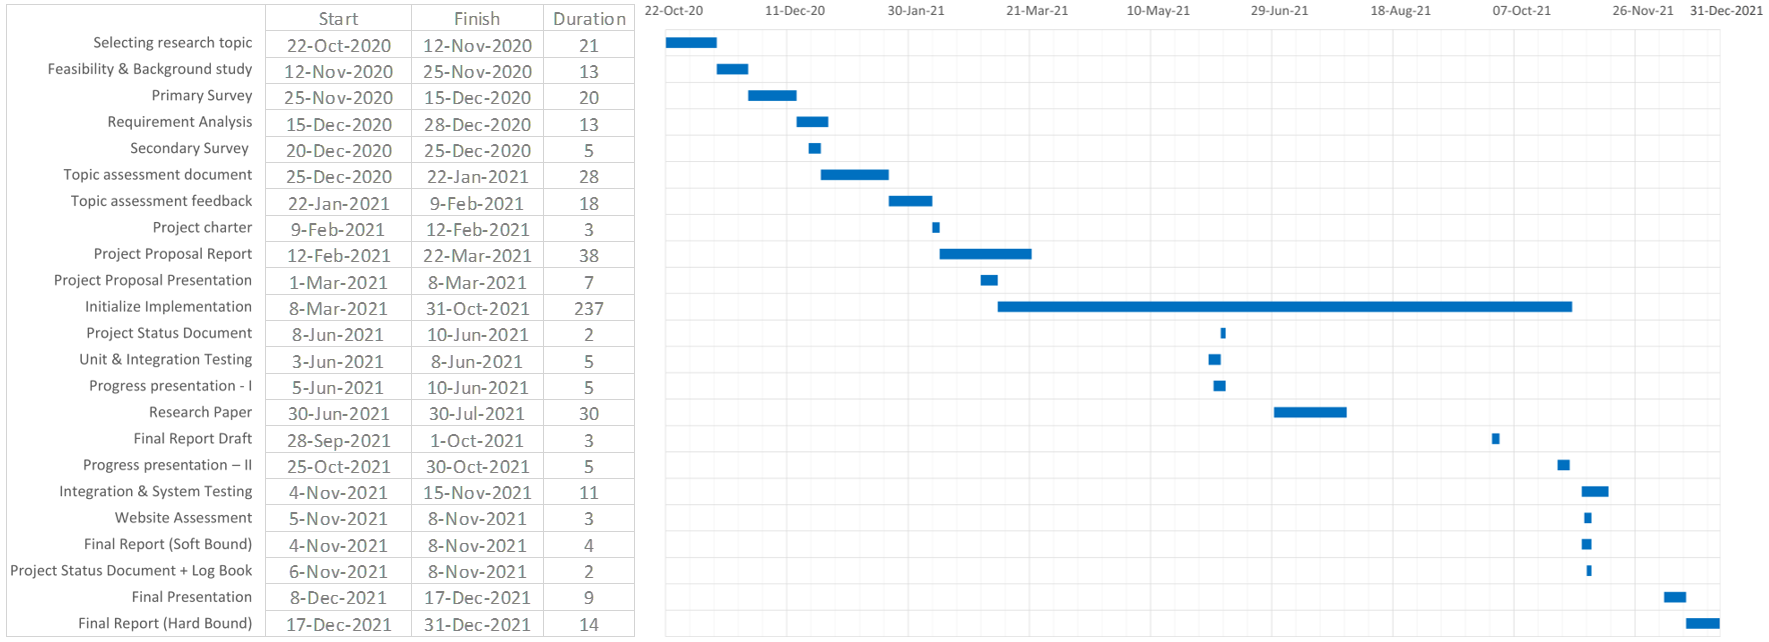 Start Finish Duration 22-Oct-20 11-Dec-20 30-Jan-21 21-Mar-21 10-May-21 29-Jun-21 18-Aug-21 07-Oct-21 26-Nov-21 31-Dec-2021
Selecting research topic 22-Oct-2020 12-Nov-2020 21
Feasibility & Background study 12-Nov-2020 25-Nov-2020 13
Primary Survey 25-Nov-2020 15-Dec-2020 20
Requirement Analysis 15-Dec-2020 28-Dec-2020 13
Secondary Survey 20-Dec-2020 25-Dec-2020 5
Topic assessment document 25-Dec-2020 22-Jan-2021 28
Topic assessment feedback 22-Jan-2021 9-Feb-2021 18
Project charter 9-Feb-2021 12-Feb-2021 3
Project Proposal Report 12-Feb-2021 22-Mar-2021 38
Project Proposal Presentation 1-Mar-2021 8-Mar-2021 7
Initialize Implementation 8-Mar-2021 31-Oct-2021 237
Project Status Document 8-Jun-2021 10-Jun-2021 2
Unit & Integration Testing 3-Jun-2021 8-Jun-2021 5
Progress presentation - I 5-Jun-2021 10-Jun-2021 5
Research Paper 30-Jun-2021 30-Jul-2021 30
Final Report Draft 28-Sep-2021 1-Oct-2021 3
Progress presentation – II 25-Oct-2021 30-Oct-2021 5
Integration & System Testing 4-Nov-2021 15-Nov-2021 11
Website Assessment 5-Nov-2021 8-Nov-2021 3
Final Report (Soft Bound) 4-Nov-2021 8-Nov-2021 4
Project Status Document + Log Book 6-Nov-2021 8-Nov-2021 2
Final Presentation 8-Dec-2021 17-Dec-2021 9
Final Report (Hard Bound) 17-Dec-2021 31-Dec-2021 14